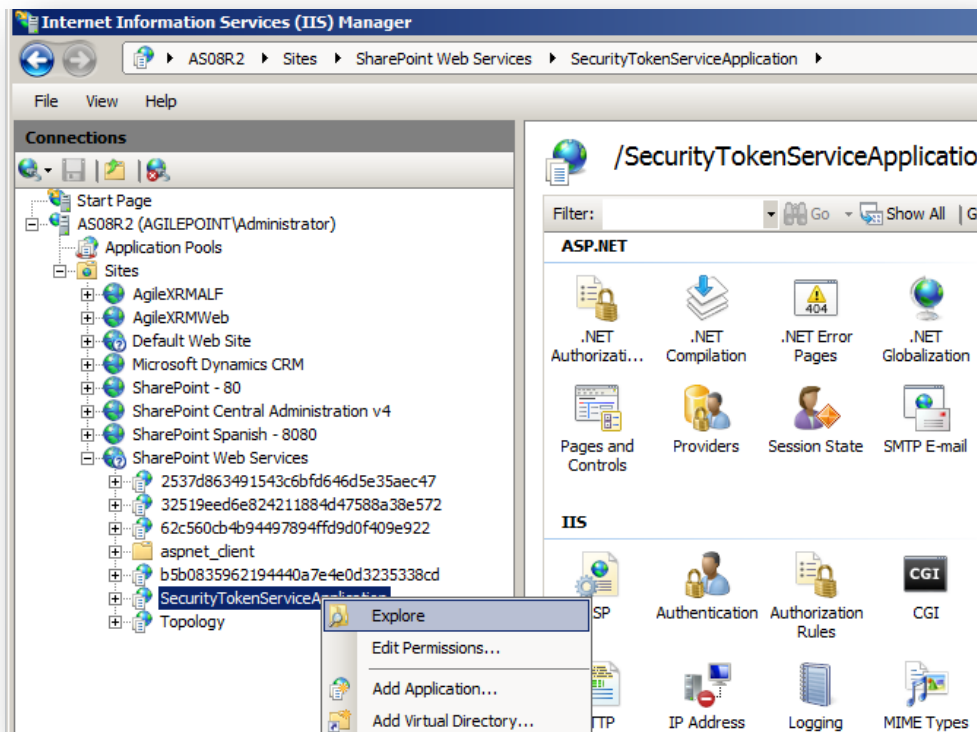 Internet Information Services (IIS) Manager
AS08R2 Sites SharePoint Web Services SecurityTokenServiceApplication
File View Help
Connections
Start Page
AS08R2 (AGILEPOINT\Administrator)
Application Pools
Sites
AgileXRMALF
AgileXRMWeb
Default Web Site
Microsoft Dynamics CRM
SharePoint - 80
SharePoint Central Administration v4
SharePoint Spanish - 8080
SharePoint Web Services
2537d863491543c6bfd646d5e35aec47
32519eed6e824211884d47588a38e572
62c560cb4b94497894ffd9d0f409e922
aspnet_client
b5b0835962194440a7e4e0d3235338cd
SecurityTokenServiceApplication
Topology
Explore
Edit Permissions...
Add Application...
Add Virtual Directory...
/SecurityTokenServiceApplicatio
Filter: Go Show All G
ASP.NET
.NET Authorizati...
.NET Compilation
404
.NET Error Pages
.NET Globalization
Pages and Controls
Providers
Session State
SMTP E-mail
IIS
SP
Authentication
Authorization Rules
CGI
CGI
TTP
IP Address
Logging
MIME Types